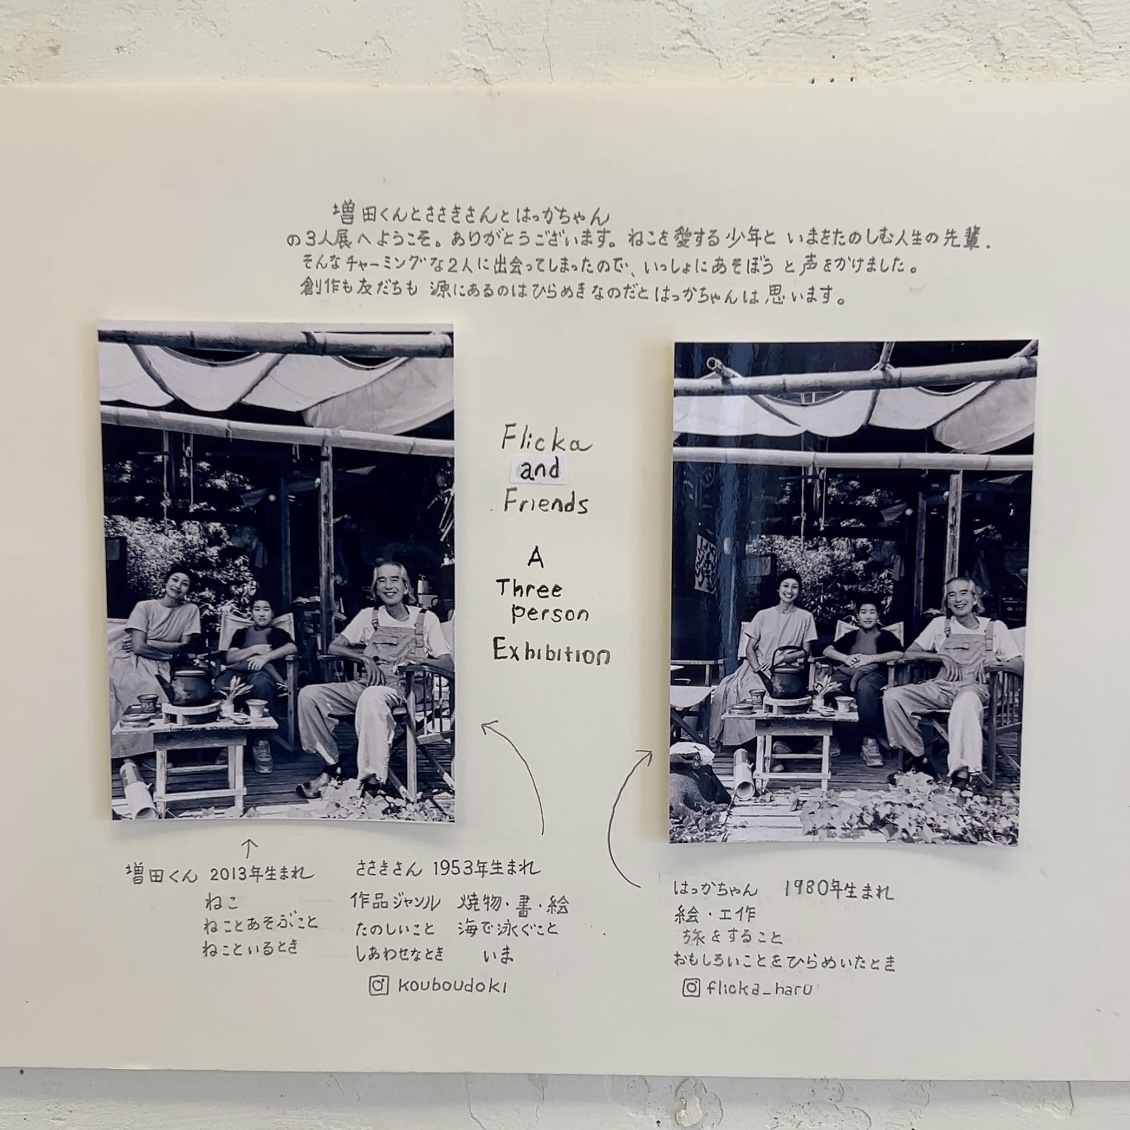 増田くんとささきさんとはっかちゃん
の3人展へようこそ。ありがとうございます。ねこを愛する少年といまをたのしむ人生の先輩.
そんなチャーミングな2人に出会ってしまったので、いっしょにあそぼうと声をかけました。
創作も友だちも 源にあるのはひらめきなのだとはっかちゃんは思います。
Flicka
and
Friends
A
Three
person
Exhibition
増田くん 2013年生まれ
ねこ
ねことあそぶこと
ねこといるとき
ささきさん 1953年生まれ
作品ジャンル 焼物・書・絵
たのしいこと 海で泳ぐこと
しあわせなとき いま
kouboudoki
はっかちゃん 1980年生まれ
絵・工作
旅をすること
おもしろいことをひらめいたとき
flicka_haru